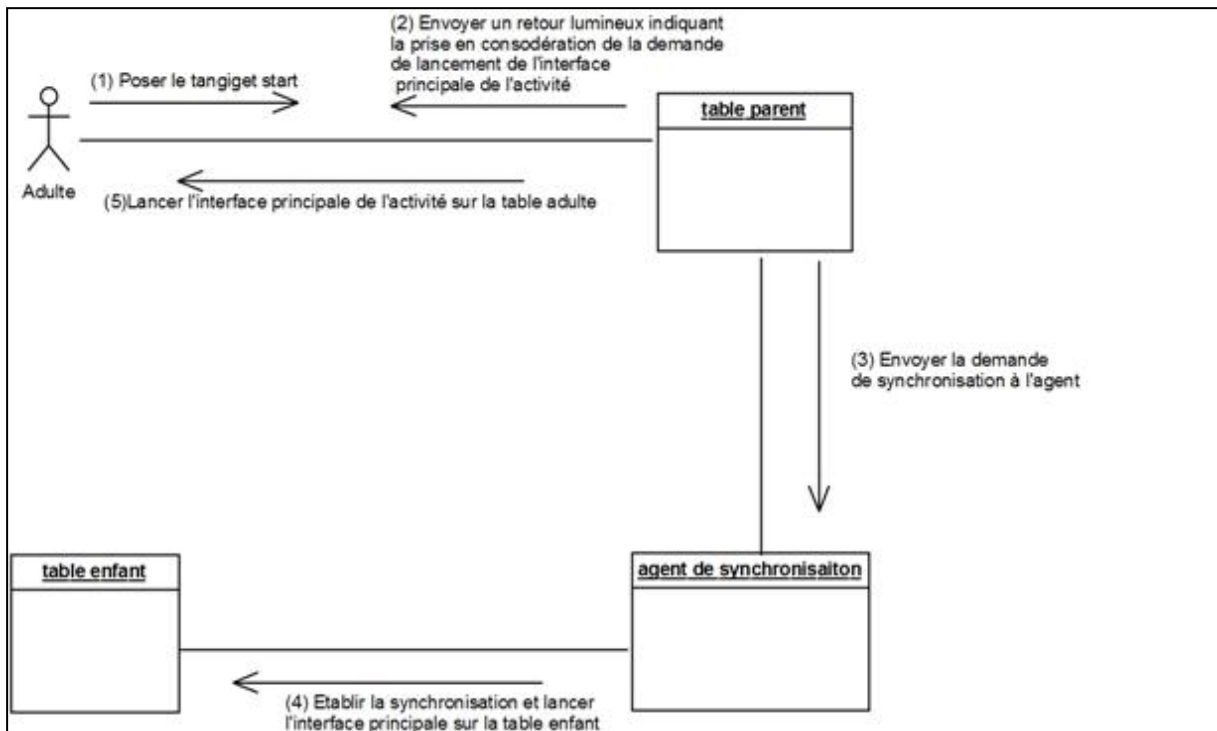 (2) Envoyer un retour lumineux indiquant
la prise en consodération de la demande
de lancement de l'interface
principale de l'activité
(1) Poser le tangiget start
table parent
Adulte
(5)Lancer l'interface principale de l'activité sur la table adulte
(3) Envoyer la demande
de synchronisation à l'agent
table enfant
agent de synchronisaiton
(4) Etablir la synchronisation et lancer
l'interface principale sur la table enfant